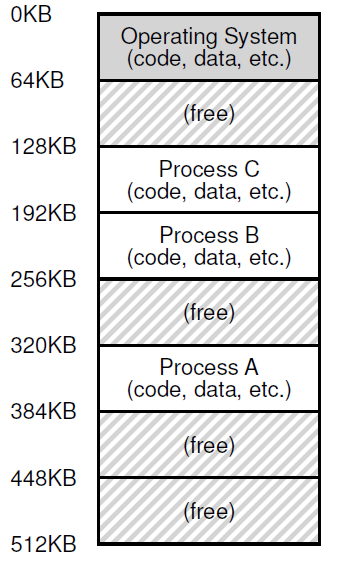 0KB
Operating System
(code, data, etc.)
64KB
(free)
128KB
Process C
(code, data, etc.)
192KB
Process B
(code, data, etc.)
256KB
(free)
320KB
Process A
(code, data, etc.)
384KB
(free)
448KB
(free)
512KB